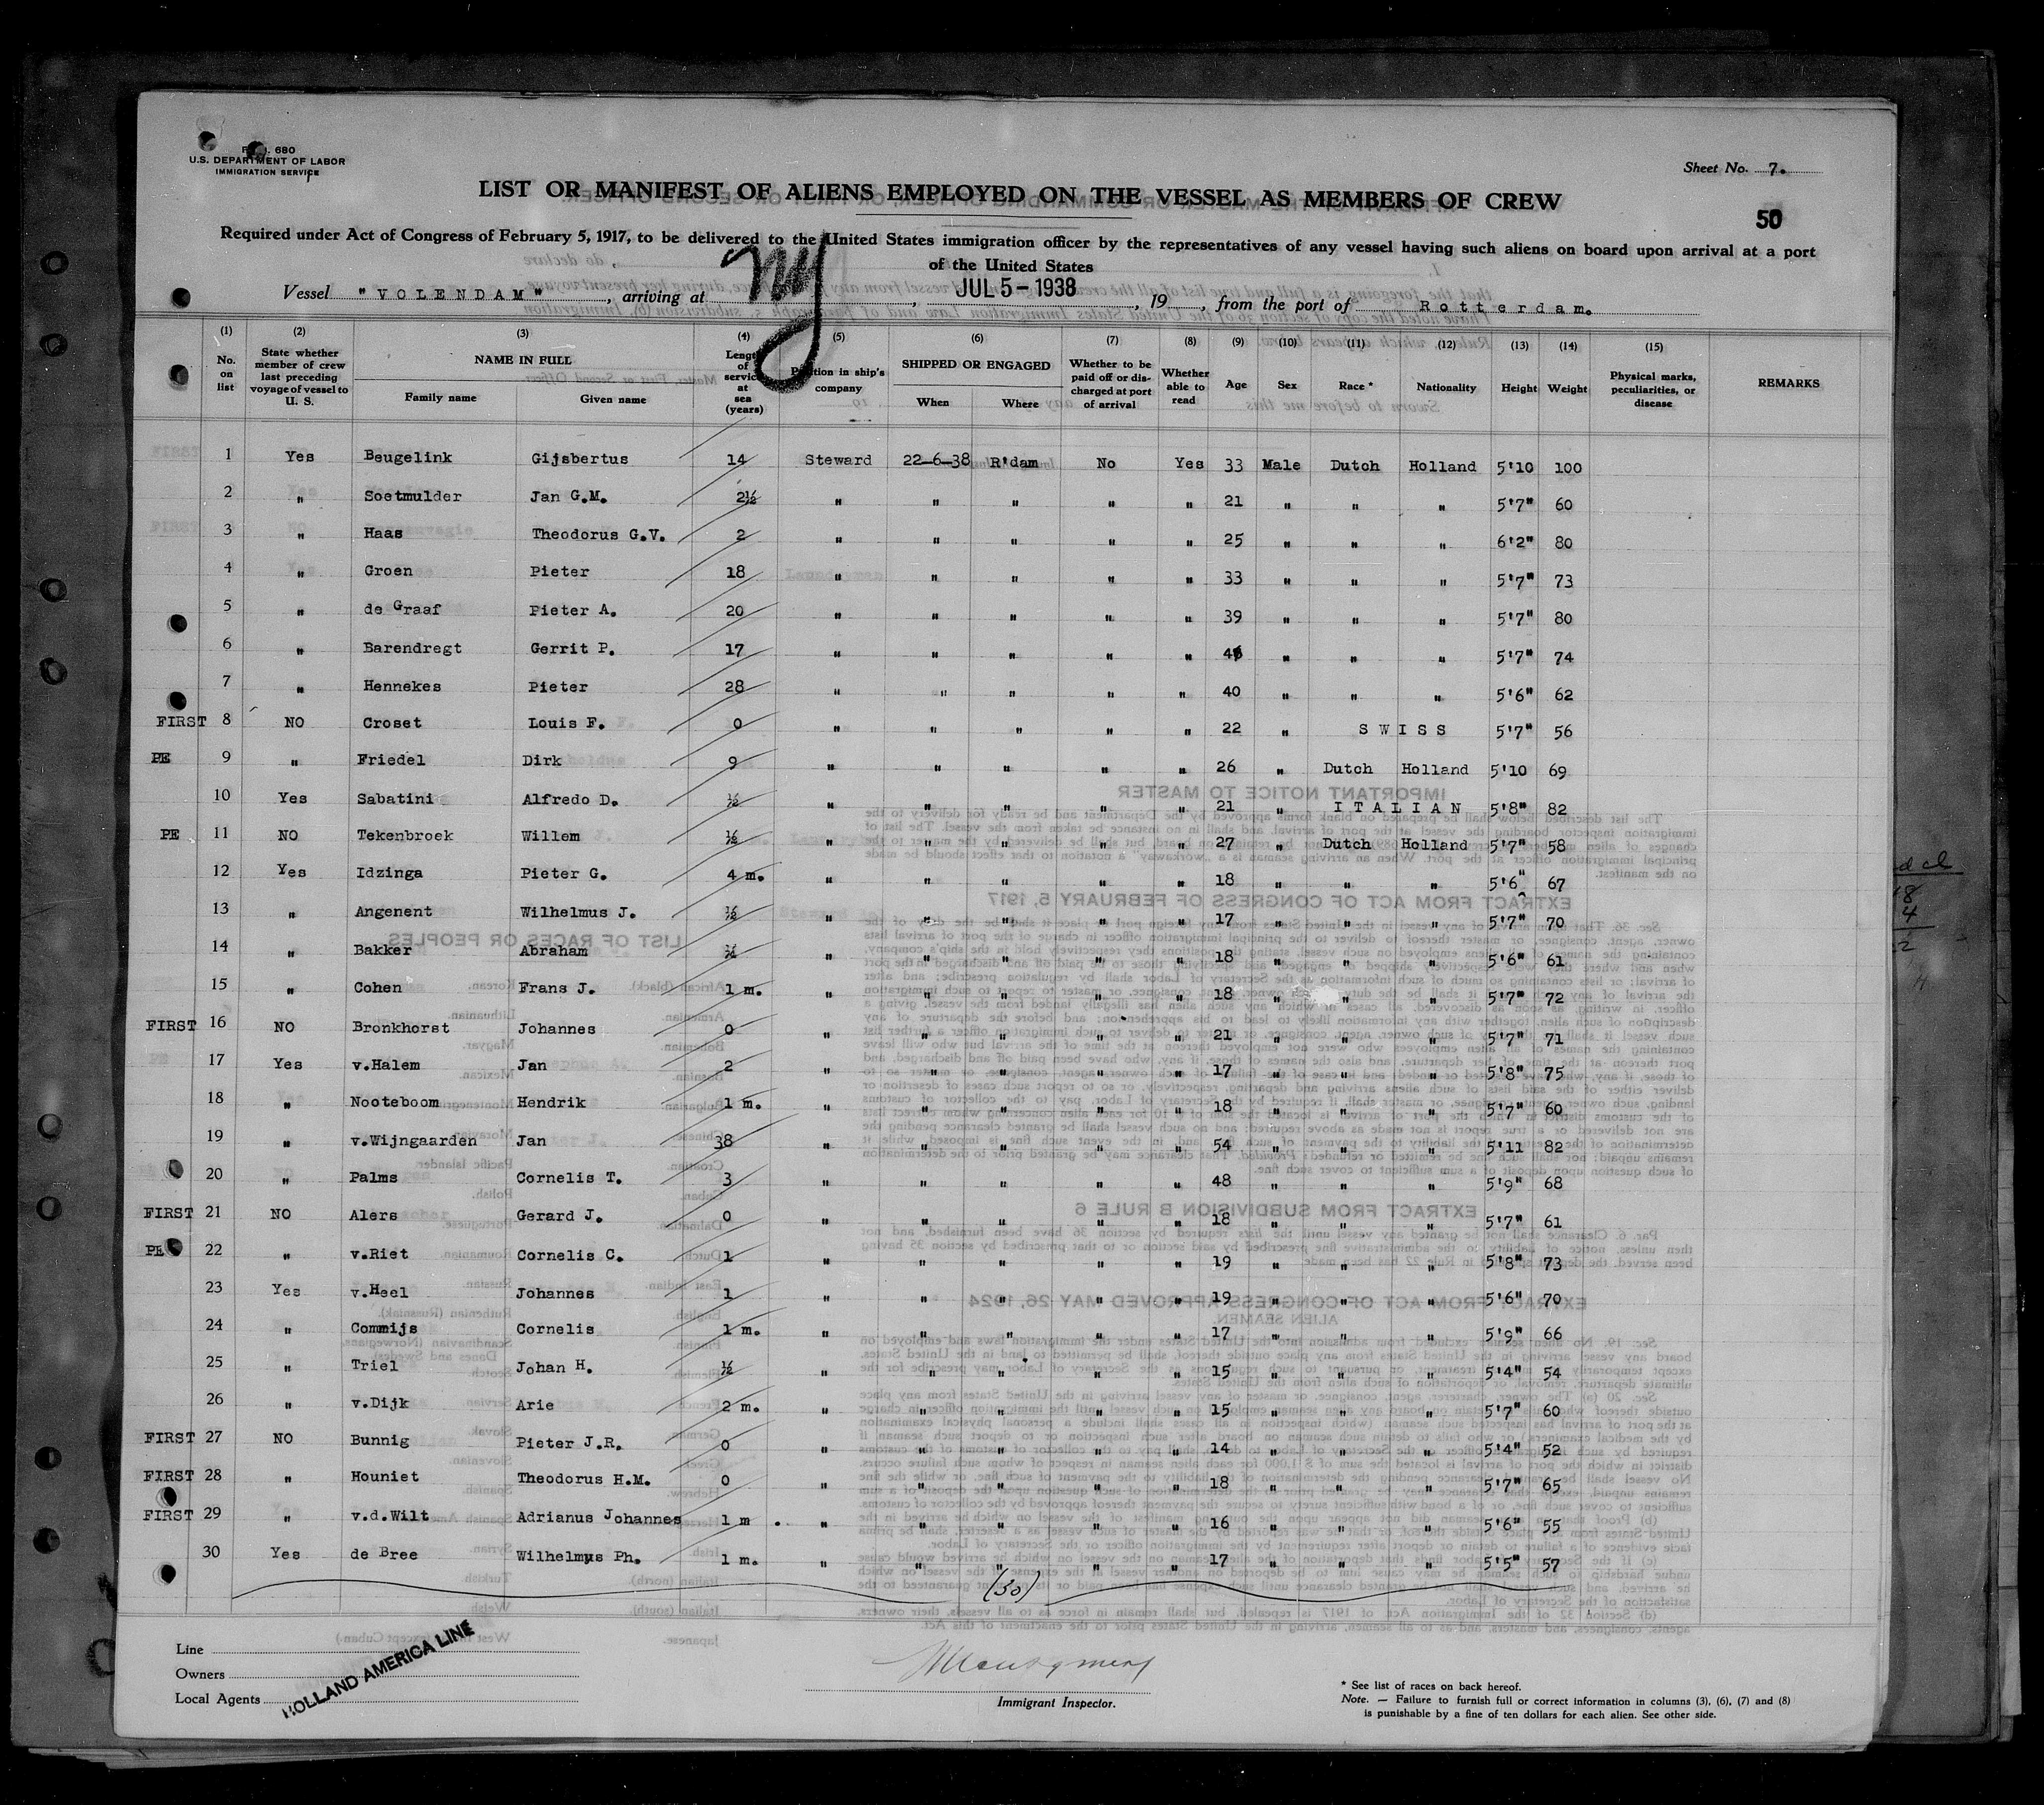 Form 680
U.S. DEPARTMENT OF LABOR
IMMIGRATION SERVICE
Sheet No. 7.
LIST OR MANIFEST OF ALIENS EMPLOYED ON THE VESSEL AS MEMBERS OF CREW
50
Required under Act of Congress of February 5, 1917, to be delivered to the United States immigration officer by the representatives of any vessel having such aliens on board upon arrival at a port
of the United States
Vessel "VOLENDAM", arriving at NY, JUL 5 - 1938, 19, from the port of Rotterdam.
(1) (2) (3) (4) (5) (6) (7) (8) (9) (10) (11) (12) (13) (14) (15)
No. on list State whether member of crew last preceding voyage of vessel to U. S. NAME IN FULL Family name Given name Length of service at sea (years) Position in ship's company SHIPPED OR ENGAGED When Where Whether to be paid off or discharged at port of arrival Whether able to read Age Sex Race * Nationality Height Weight Physical marks, peculiarities, or disease REMARKS
1 Yes Beugelink Gijsbertus 14 Steward 22-6-38 R'dam No Yes 33 Male Dutch Holland 5'10 100
2 " Soetmulder Jan G.M. 2½ " " " " " 21 " " " 5'7" 60
3 " Haas Theodorus G.V. 2 " " " " " 25 " " " 6'2" 80
4 " Groen Pieter 18 " " " " " 33 " " " 5'7" 73
5 " de Graaf Pieter A. 20 " " " " " 39 " " " 5'7" 80
6 " Barendregt Gerrit P. 17 " " " " " " " " 5'7" 74
7 " Hennekes Pieter 28 " " " " " 40 " " " 5'6" 62
FIRST 8 NO Croset Louis F. 0 " " " " " 22 " SWISS 5'7" 56
PE 9 " Friedel Dirk 9 " " " " " 26 " Dutch Holland 5'10 69
10 Yes Sabatini Alfredo D. ½ " " " " " 21 " ITALIAN 5'8" 82
PE 11 NO Tekenbroek Willem ½ " " " " " 27 " Dutch Holland 5'7" 58
12 Yes Idzinga Pieter G. 4 m. " " " " " 18 " " " 5'6" 67
13 " Angenent Wilhelmus J. ½ " " " " " 17 " " " 5'7" 70
14 " Bakker Abraham " " " " " 18 " " " 5'6" 61
15 " Cohen Frans J. 1 m. " " " " " 18 " " " 5'7" 72
FIRST 16 NO Bronkhorst Johannes 0 " " " " " 21 " " " 5'7" 71
17 Yes v.Halem Jan 2 " " " " " 17 " " " 5'8" 75
18 " Nooteboom Hendrik 1 m. " " " " " 18 " " " 5'7" 60
19 " v.Wijngaarden Jan 38 " " " " " 54 " " " 5'11 82
20 " Palms Cornelis T. 3 " " " " " 48 " " " 5'9" 68
FIRST 21 NO Alers Gerard J. 0 " " " " " 18 " " " 5'7" 61
PE 22 " v.Riet Cornelis C. 1 " " " " " 19 " " " 5'8" 73
23 Yes v.Heel Johannes 1 " " " " " 19 " " " 5'6" 70
24 " Commijs Cornelis 1 m. " " " " " 17 " " " 5'9" 66
25 " Triel Johan H. ½ " " " " " 15 " " " 5'4" 54
26 " v.Dijk Arie 2 m. " " " " " 15 " " " 5'7" 60
FIRST 27 NO Bunnig Pieter J.R. 0 " " " " " 14 " " " 5'4" 52
FIRST 28 " Houniet Theodorus H.M. 0 " " " " " 18 " " " 5'7" 65
FIRST 29 " v.d.Wilt Adrianus Johannes 1 m. " " " " " 16 " " " 5'6" 55
30 Yes de Bree Wilhelmus Ph. 1 m. " " " " " 17 " " " 5'5" 57
(30)
Line
Owners
Local Agents
HOLLAND AMERICA LINE
Montgomery
Immigrant Inspector.
* See list of races on back hereof.
Note. — Failure to furnish full or correct information in columns (3), (6), (7) and (8)
is punishable by a fine of ten dollars for each alien. See other side.